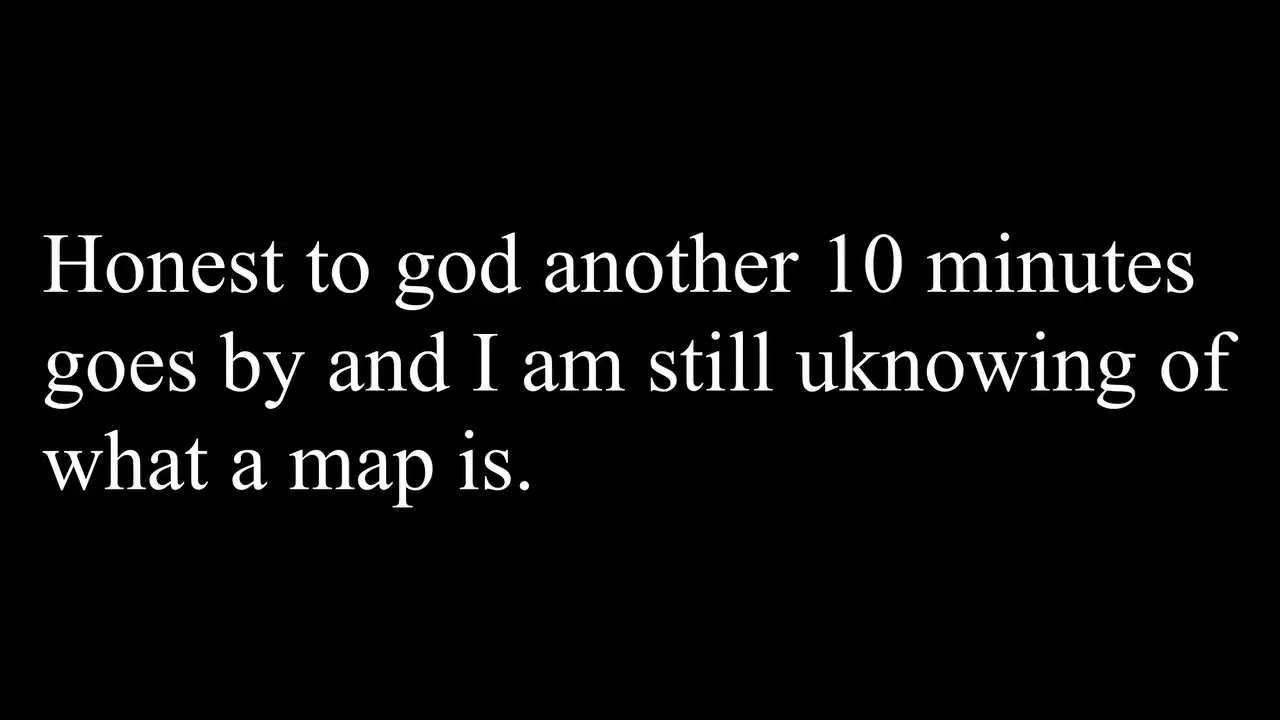 Honest to god another 10 minutes
goes by and I am still uknowing of
what a map is.